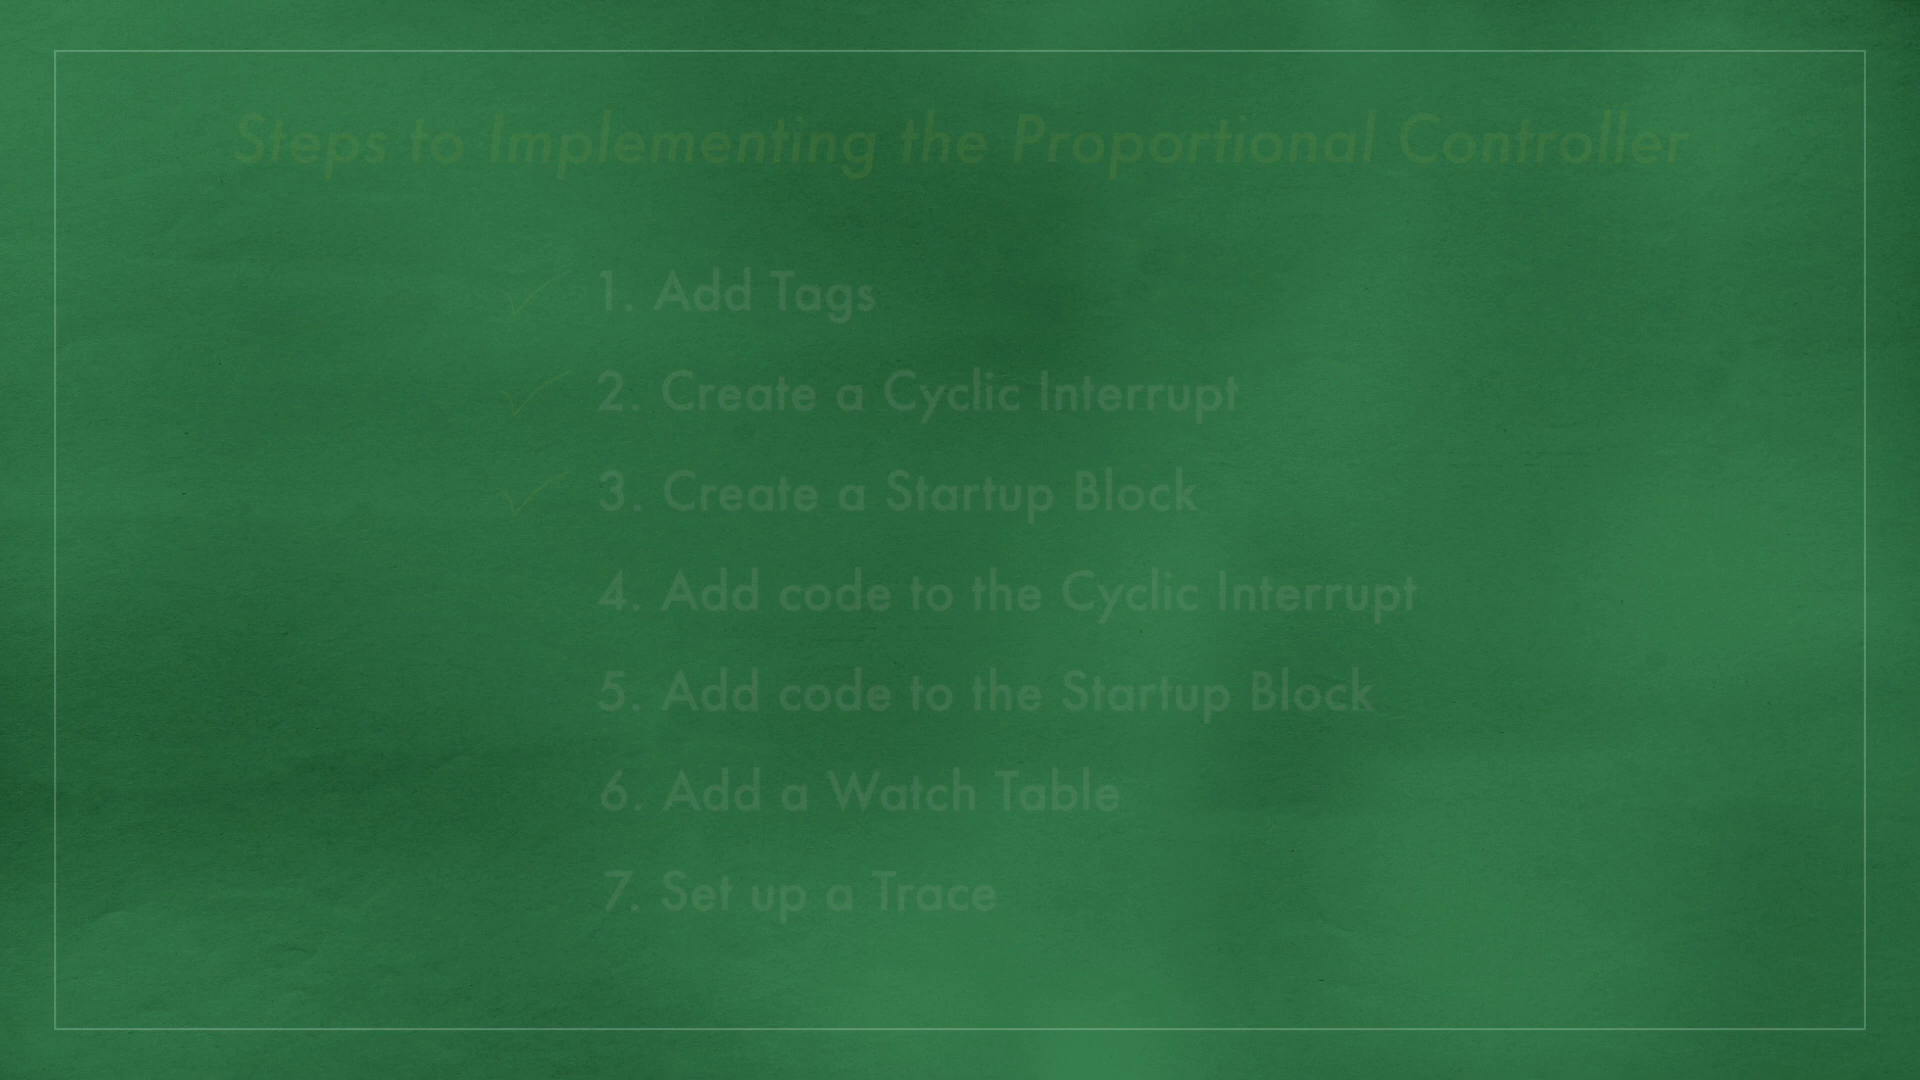 Steps to Implementing the Proportional Controller
1. Add Tags
2. Create a Cyclic Interrupt
3. Create a Startup Block
4. Add code to the Cyclic Interrupt
5. Add code to the Startup Block
6. Add a Watch Table
7. Set up a Trace